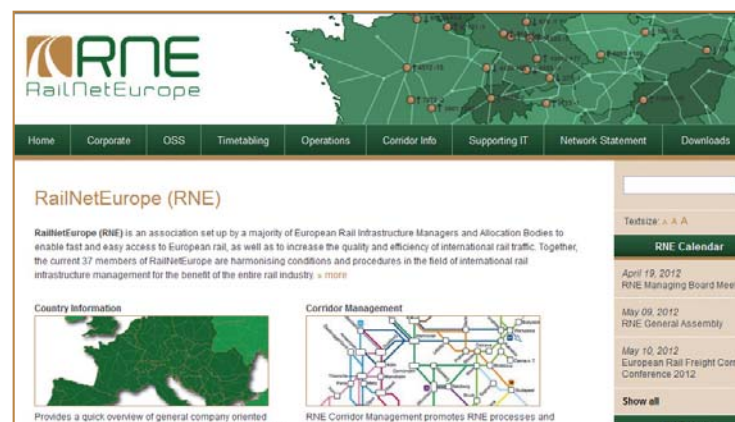 RNE
RailNetEurope
Home Corporate OSS Timetabling Operations Corridor Info Supporting IT Network Statement Downloads
RailNetEurope (RNE)
RailNetEurope (RNE) is an association set up by a majority of European Rail Infrastructure Managers and Allocation Bodies to
enable fast and easy access to European rail, as well as to increase the quality and efficiency of international rail traffic. Together,
the current 37 members of RailNetEurope are harmonising conditions and procedures in the field of international rail
infrastructure management for the benefit of the entire rail industry. » more
Country Information
Provides a quick overview of general company oriented
Corridor Management
RNE Corridor Management promotes RNE processes and
Textsize: A A A
RNE Calendar
April 19, 2012
RNE Managing Board Mee
May 09, 2012
RNE General Assembly
May 10, 2012
European Rail Freight Cor
Conference 2012
Show all